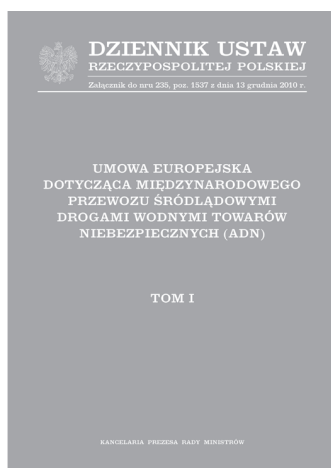 DZIENNIK USTAW
RZECZYPOSPOLITEJ POLSKIEJ
Załącznik do nru 235, poz. 1537 z dnia 13 grudnia 2010 r.
UMOWA EUROPEJSKA
DOTYCZĄCA MIĘDZYNARODOWEGO
PRZEWOZU ŚRÓDLĄDOWYMI
DROGAMI WODNYMI TOWARÓW
NIEBEZPIECZNYCH (ADN)
TOM I
KANCELARIA PREZESA RADY MINISTRÓW